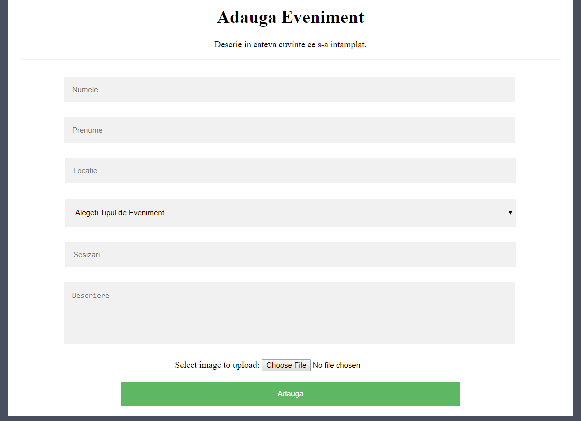 Adauga Eveniment
Descrie in cateva cuvinte ce s-a intamplat.
Numele
Prenume
Locatie
Alegeti Tipul de Eveniment
Sesizari
Descriere
Select image to upload: Choose File No file chosen
Adauga